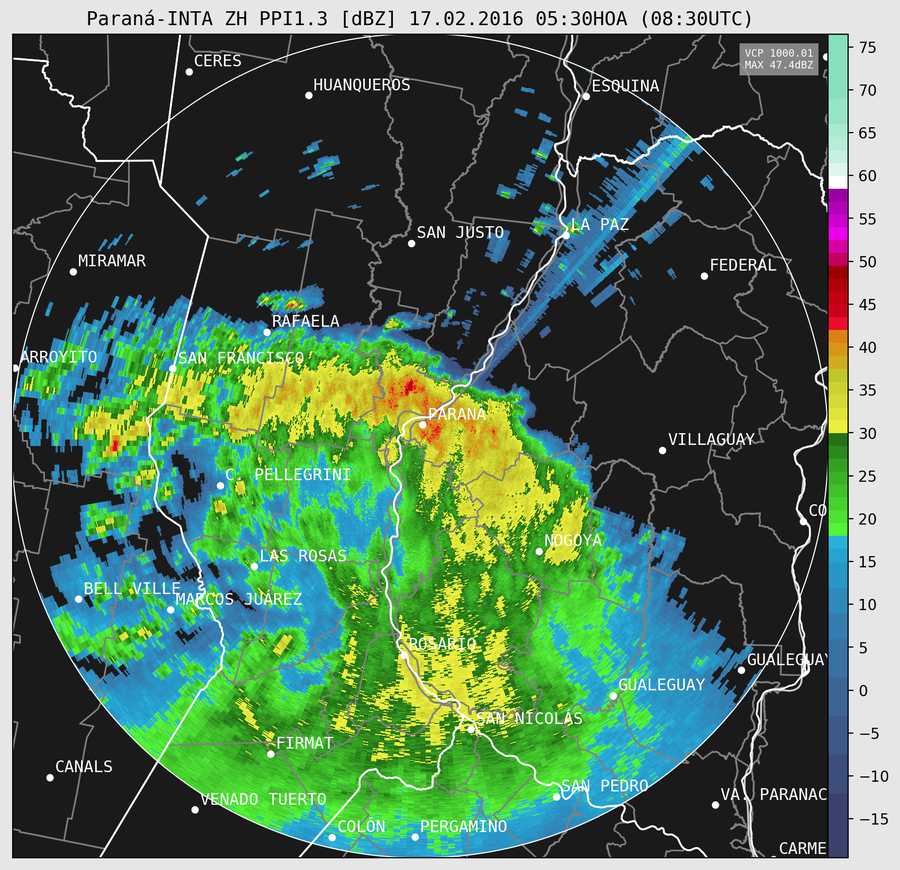 Paraná-INTA ZH PPI1.3 [dBZ] 17.02.2016 05:30HOA (08:30UTC)
VCP 1000.01
MAX 47.4dBZ
75
CERES
HUANQUEROS
ESQUINA
70
65
60
55
LA PAZ
SAN JUSTO
MIRAMAR
FEDERAL
50
45
RAFAELA
40
ARROYITO
SAN FRANCISCO
35
PARANA
VILLAGUAY
30
C. PELLEGRINI
25
CO
20
NOGOYA
LAS ROSAS
15
BELL VILLE
MARCOS JUÁREZ
10
ROSARIO
5
GUALEGUAY
GUALEGUAY
0
SAN NICOLAS
−5
FIRMAT
CANALS
−10
SAN PEDRO
VA. PARANAC
VENADO TUERTO
−15
COLÓN
PERGAMINO
CARME